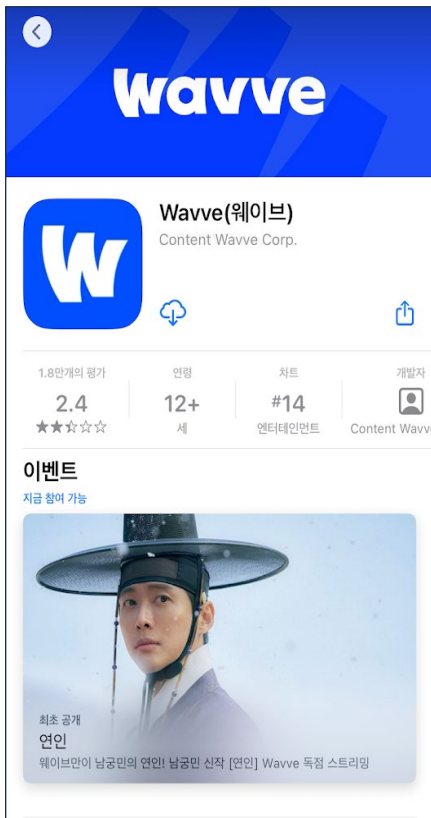 wavve
Wavve(웨이브)
Content Wavve Corp.
1.8만개의 평가
연령
차트
개발자
2.4
12+
#14
세
엔터테인먼트
Content Wavv
이벤트
지금 참여 가능
최초 공개
연인
웨이브만이 남궁민의 연인! 남궁민 신작 [연인] Wavve 독점 스트리밍